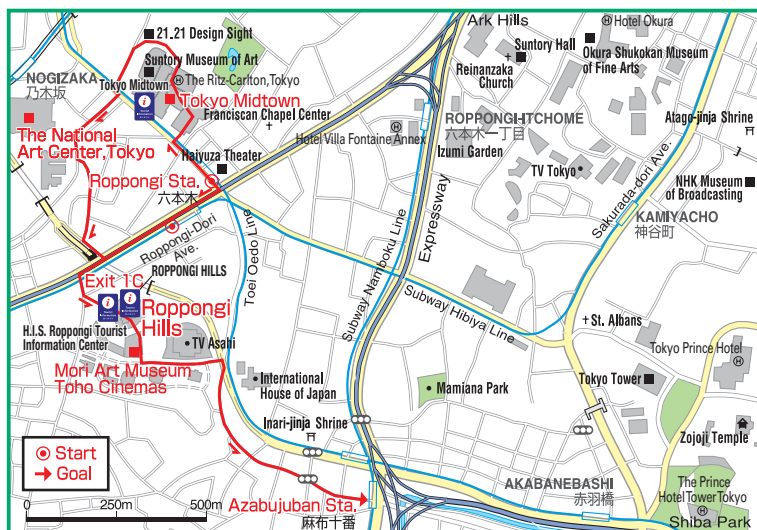 21.21 Design Sight
Suntory Museum of Art
NOGIZAKA
乃木坂
Tokyo Midtown
The Ritz-Carlton,Tokyo
Tokyo Midtown
Franciscan Chapel Center
The National
Art Center,Tokyo
Haiyuza Theater
Roppongi Sta.
六本木
Roppongi-Dori
Ave.
Hotel Villa Fontaine Annex
Ark Hills
Suntory Hall
Reinanzaka
Church
Hotel Okura
Okura Shukokan Museum
of Fine Arts
ROPPONGI-ITCHOME
六本木一丁目
Izumi Garden
TV Tokyo
Atago-jinja Shrine
NHK Museum
of Broadcasting
Sakurada-dori Ave.
KAMIYACHO
神谷町
Exit 1C
ROPPONGI HILLS
Roppongi
Hills
H.I.S. Roppongi Tourist
Information Center
TV Asahi
Mori Art Museum
Toho Cinemas
Toei Oedo Line
Subway Namboku Line
Expressway
Subway Hibiya Line
International
House of Japan
Inari-jinja Shrine
Mamiana Park
St. Albans
Tokyo Prince Hotel
Tokyo Tower
Zojoji Temple
The Prince
Hotel Tower Tokyo
Shiba Park
AKABANEBASHI
赤羽橋
Azabujuban Sta.
麻布十番
Start
Goal
0
250m
500m